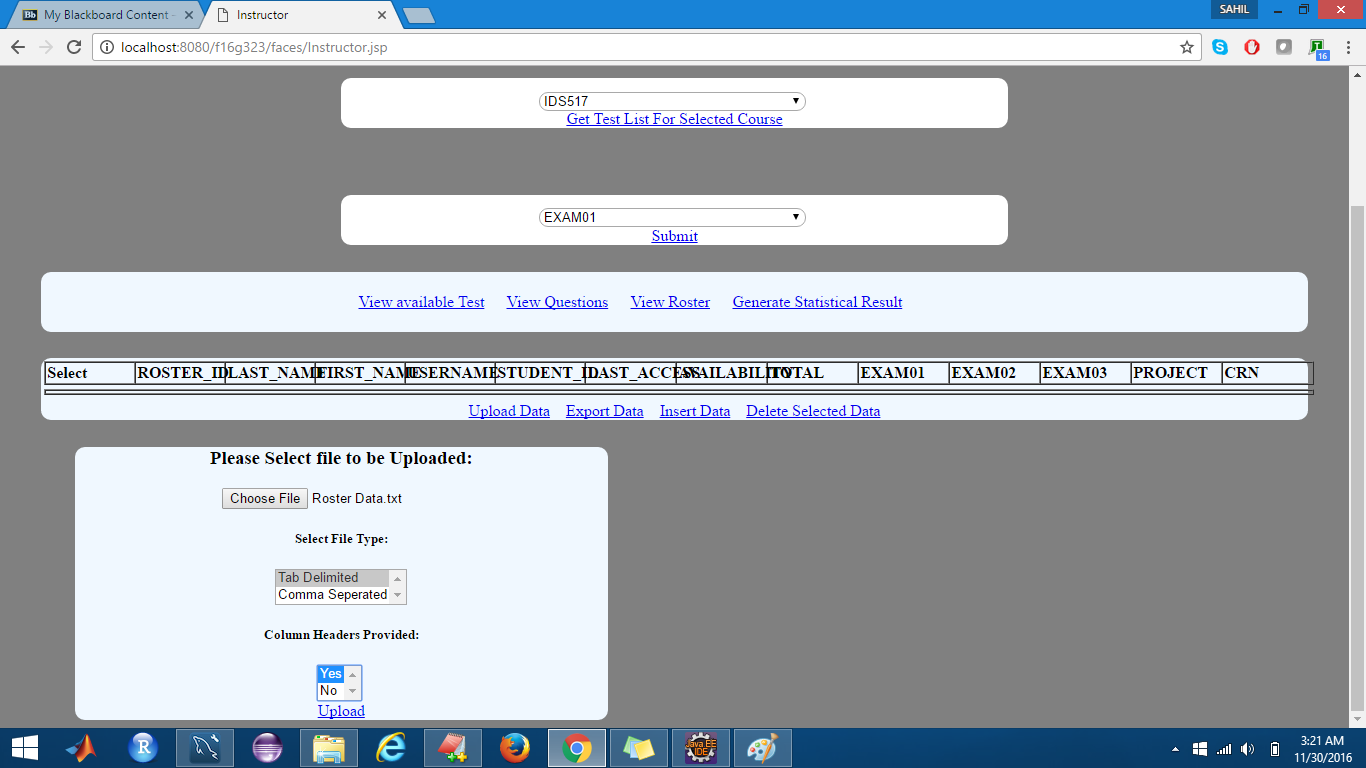 My Blackboard Content -
Instructor
SAHIL
localhost:8080/f16g323/faces/Instructor.jsp
16
IDS517
Get Test List For Selected Course
EXAM01
Submit
View available Test View Questions View Roster Generate Statistical Result
Select ROSTER_ID LAST_NAME FIRST_NAME USERNAME STUDENT_ID LAST_ACCESS AVAILABILITY TOTAL EXAM01 EXAM02 EXAM03 PROJECT CRN
Upload Data Export Data Insert Data Delete Selected Data
Please Select file to be Uploaded:
Choose File Roster Data.txt
Select File Type:
Tab Delimited
Comma Seperated
Column Headers Provided:
Yes
No
Upload
Java EE
IDE
3:21 AM
11/30/2016